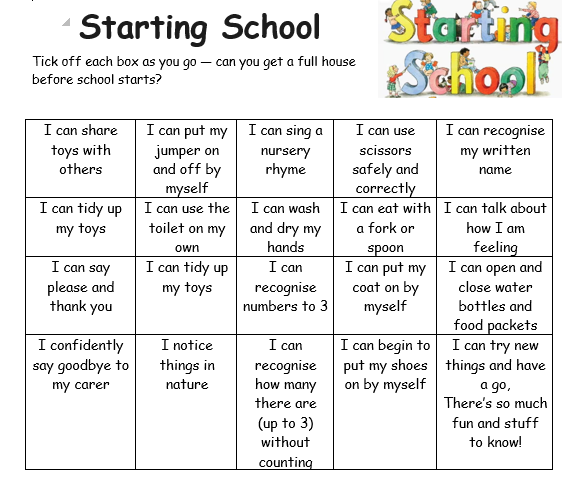 Starting School
Starting
School
Tick off each box as you go — can you get a full house
before school starts?
I can share
toys with
others
I can put my
jumper on
and off by
myself
I can sing a
nursery
rhyme
I can use
scissors
safely and
correctly
I can recognise
my written
name
I can tidy up
my toys
I can use the
toilet on my
own
I can wash
and dry my
hands
I can eat with
a fork or
spoon
I can talk about
how I am
feeling
I can say
please and
thank you
I can tidy up
my toys
I can
recognise
numbers to 3
I can put my
coat on by
myself
I can open and
close water
bottles and
food packets
I confidently
say goodbye to
my carer
I notice
things in
nature
I can
recognise
how many
there are
(up to 3)
without
counting
I can begin to
put my shoes
on by myself
I can try new
things and have
a go,
There's so much
fun and stuff
to know!